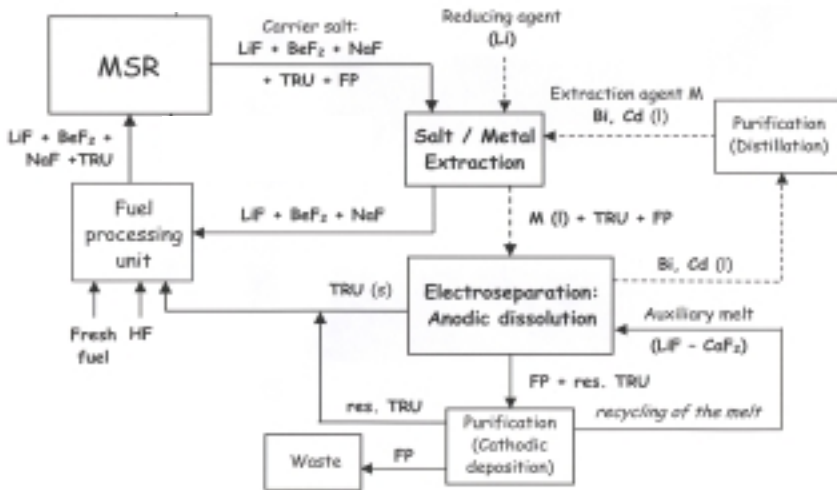 Carrier salt:
LiF + BeF₂ + NaF
+ TRU + FP
Reducing agent
(Li)
MSR
Extraction agent M
Bi, Cd (l)
Purification
(Distillation)
Salt / Metal
Extraction
LiF + BeF₂ +
NaF +TRU
Fuel
processing
unit
LiF + BeF₂ + NaF
M (l) + TRU + FP
Bi, Cd (l)
TRU (s)
Electroseparation:
Anodic dissolution
Auxiliary melt
(LiF - CaF₂)
Fresh
fuel
HF
FP + res. TRU
res. TRU
recycling of the melt
Purification
(Cathodic
deposition)
Waste
FP